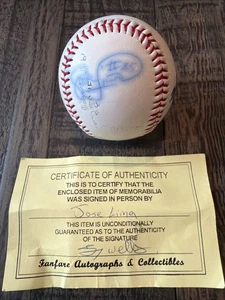 CERTIFICATE OF AUTHENTICITY
THIS IS TO CERTIFY THAT THE
ENCLOSED ITEM OF MEMORABILIA
WAS SIGNED IN PERSON BY
Jose Lima
THIS ITEM IS UNCONDITIONALLY
GUARANTEED AS TO THE AUTHENTICITY
OF THE SIGNATURE
Fanfare Autographs & Collectibles